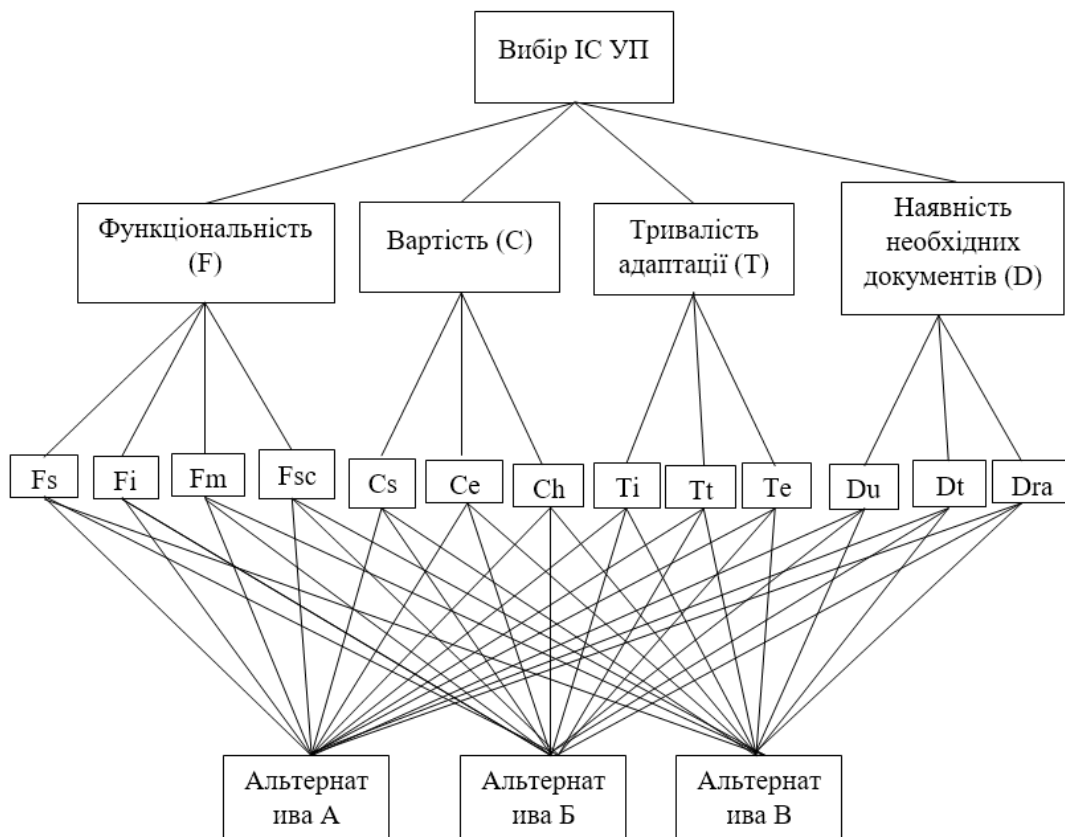 Вибір ІС УП
Функціональність
(F)
Вартість (C)
Тривалість
адаптації (T)
Наявність
необхідних
документів (D)
Fs
Fi
Fm
Fsc
Cs
Ce
Ch
Ti
Tt
Te
Du
Dt
Dra
Альтернат
ива А
Альтернат
ива Б
Альтернат
ива В